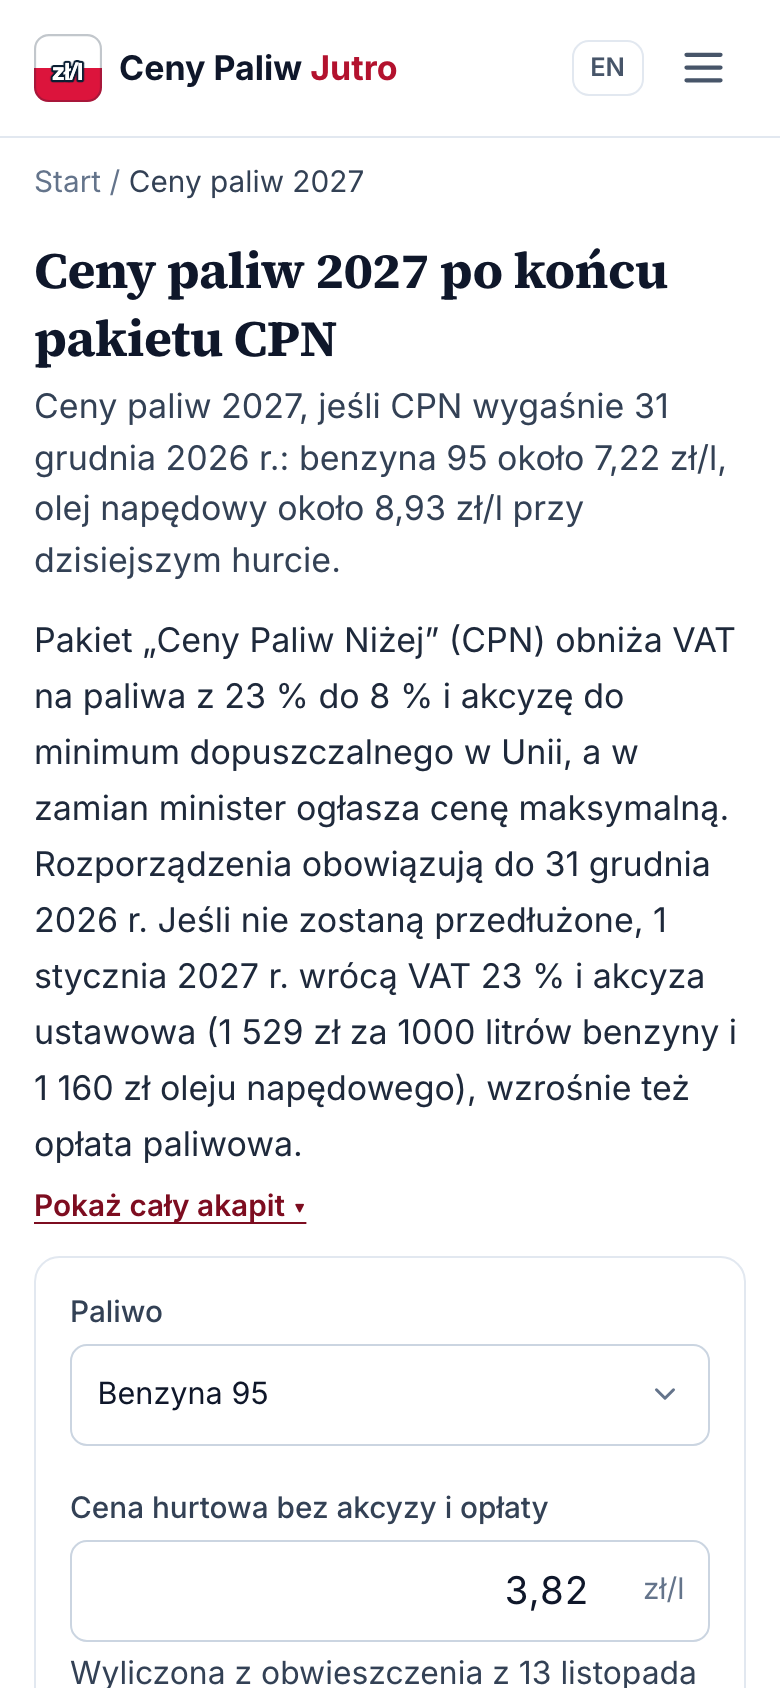 zł/l
Ceny Paliw Jutro
EN
Start / Ceny paliw 2027
Ceny paliw 2027 po końcu
pakietu CPN
Ceny paliw 2027, jeśli CPN wygaśnie 31
grudnia 2026 r.: benzyna 95 około 7,22 zł/l,
olej napędowy około 8,93 zł/l przy
dzisiejszym hurcie.
Pakiet „Ceny Paliw Niżej” (CPN) obniża VAT
na paliwa z 23 % do 8 % i akcyzę do
minimum dopuszczalnego w Unii, a w
zamian minister ogłasza cenę maksymalną.
Rozporządzenia obowiązują do 31 grudnia
2026 r. Jeśli nie zostaną przedłużone, 1
stycznia 2027 r. wrócą VAT 23 % i akcyza
ustawowa (1 529 zł za 1000 litrów benzyny i
1 160 zł oleju napędowego), wzrośnie też
opłata paliwowa.
Pokaż cały akapit ▾
Paliwo
Benzyna 95
Cena hurtowa bez akcyzy i opłaty
3,82 zł/l
Wyliczona z obwieszczenia z 13 listopada